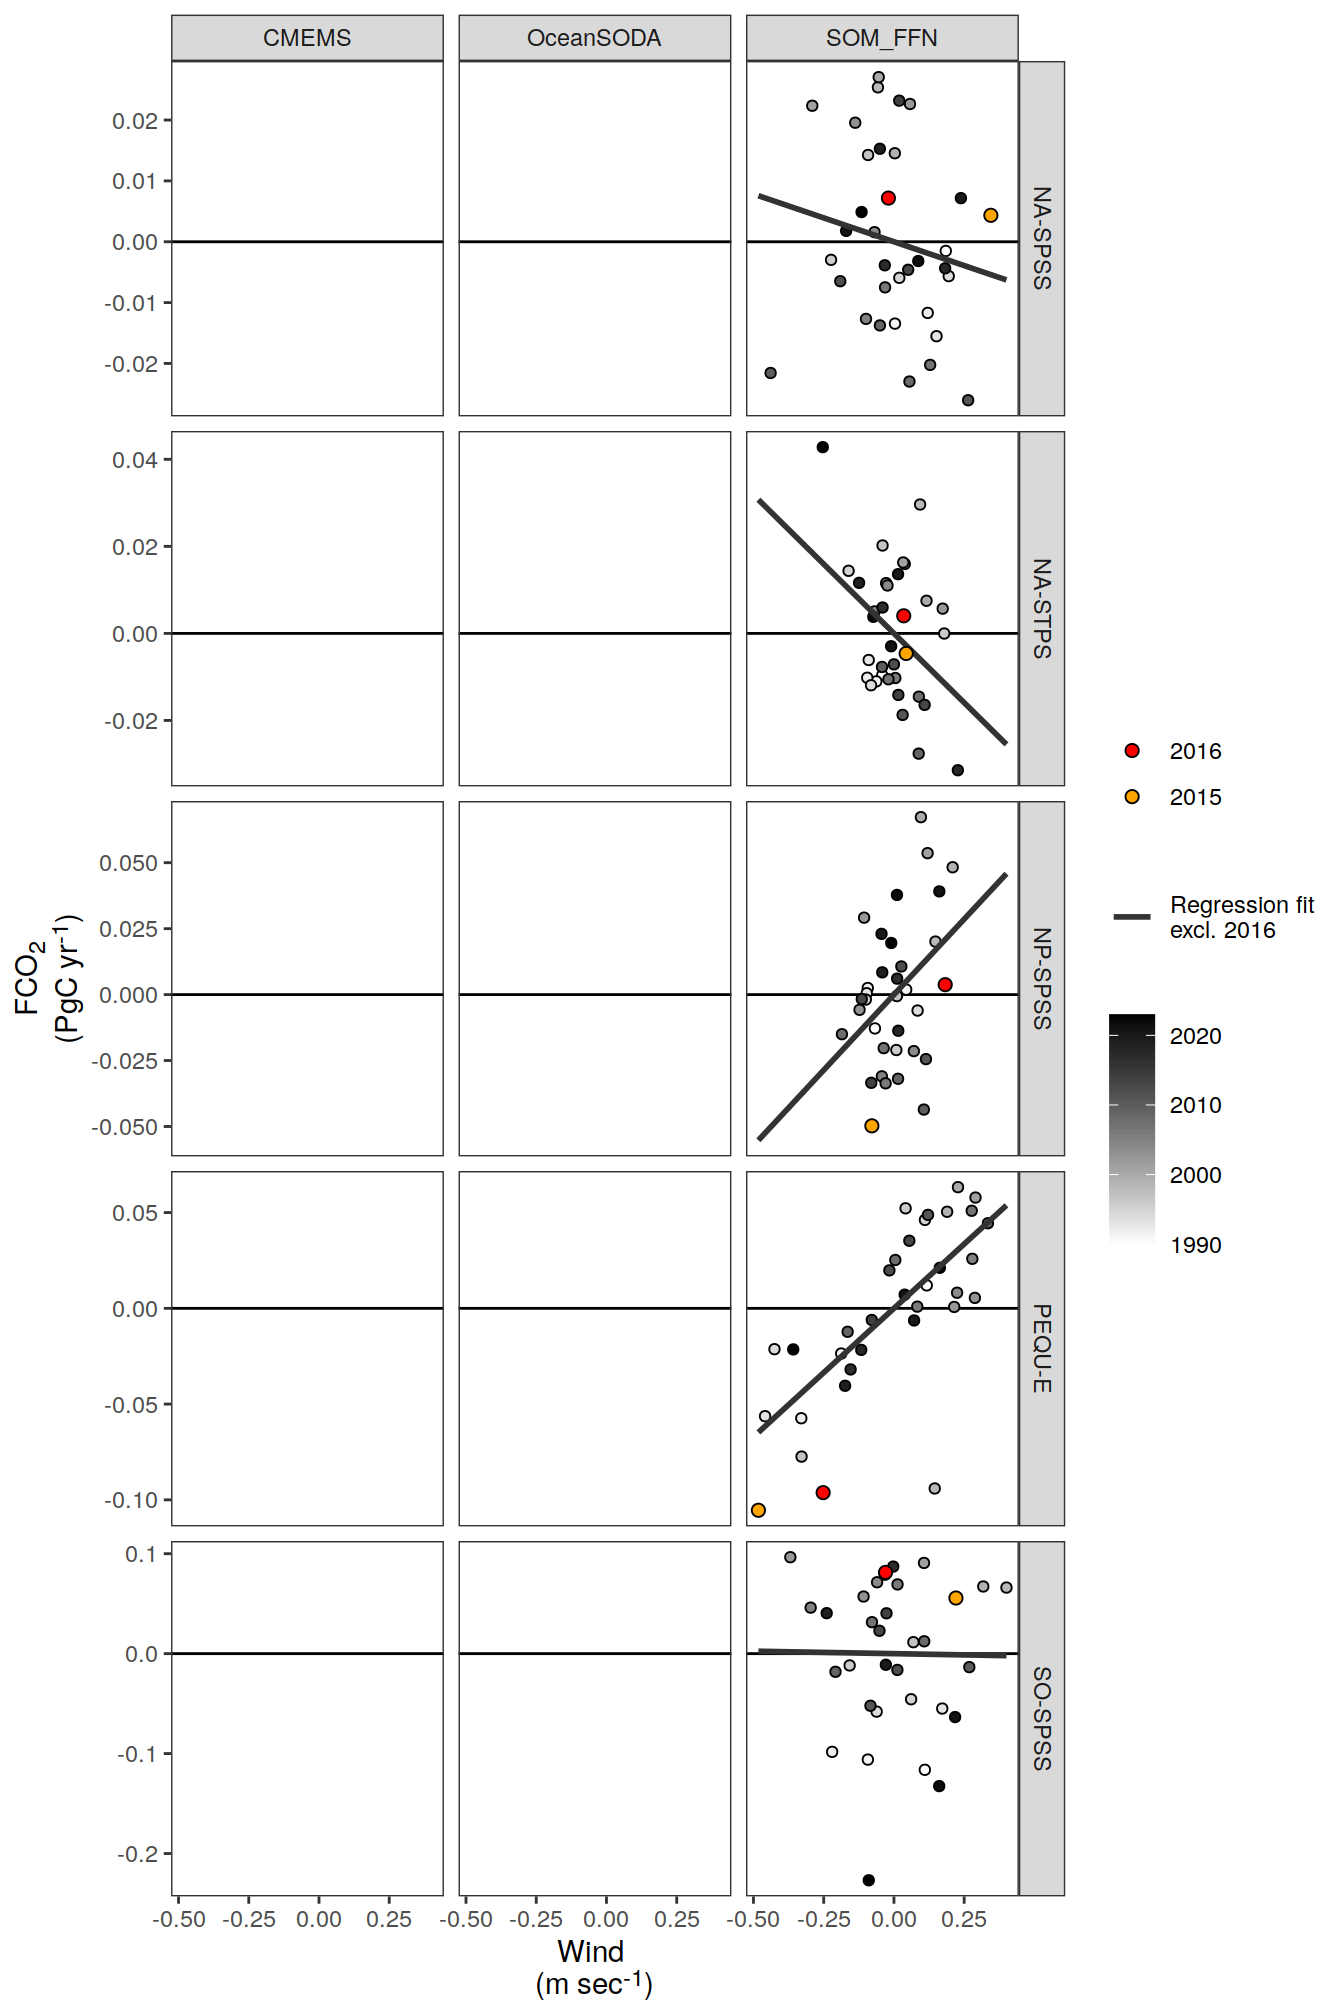 CMEMS OceanSODA SOM_FFN
0.02
0.01
0.00
-0.01
-0.02
NA-SPSS
0.04
0.02
0.00
-0.02
NA-STPS
0.050
0.025
0.000
-0.025
-0.050
NP-SPSS
0.05
0.00
-0.05
-0.10
PEQU-E
0.1
0.0
-0.1
-0.2
SO-SPSS
-0.50 -0.25 0.00 0.25 -0.50 -0.25 0.00 0.25 -0.50 -0.25 0.00 0.25
Wind
(m sec⁻¹)
FCO₂
(PgC yr⁻¹)
2016
2015
Regression fit
excl. 2016
2020
2010
2000
1990